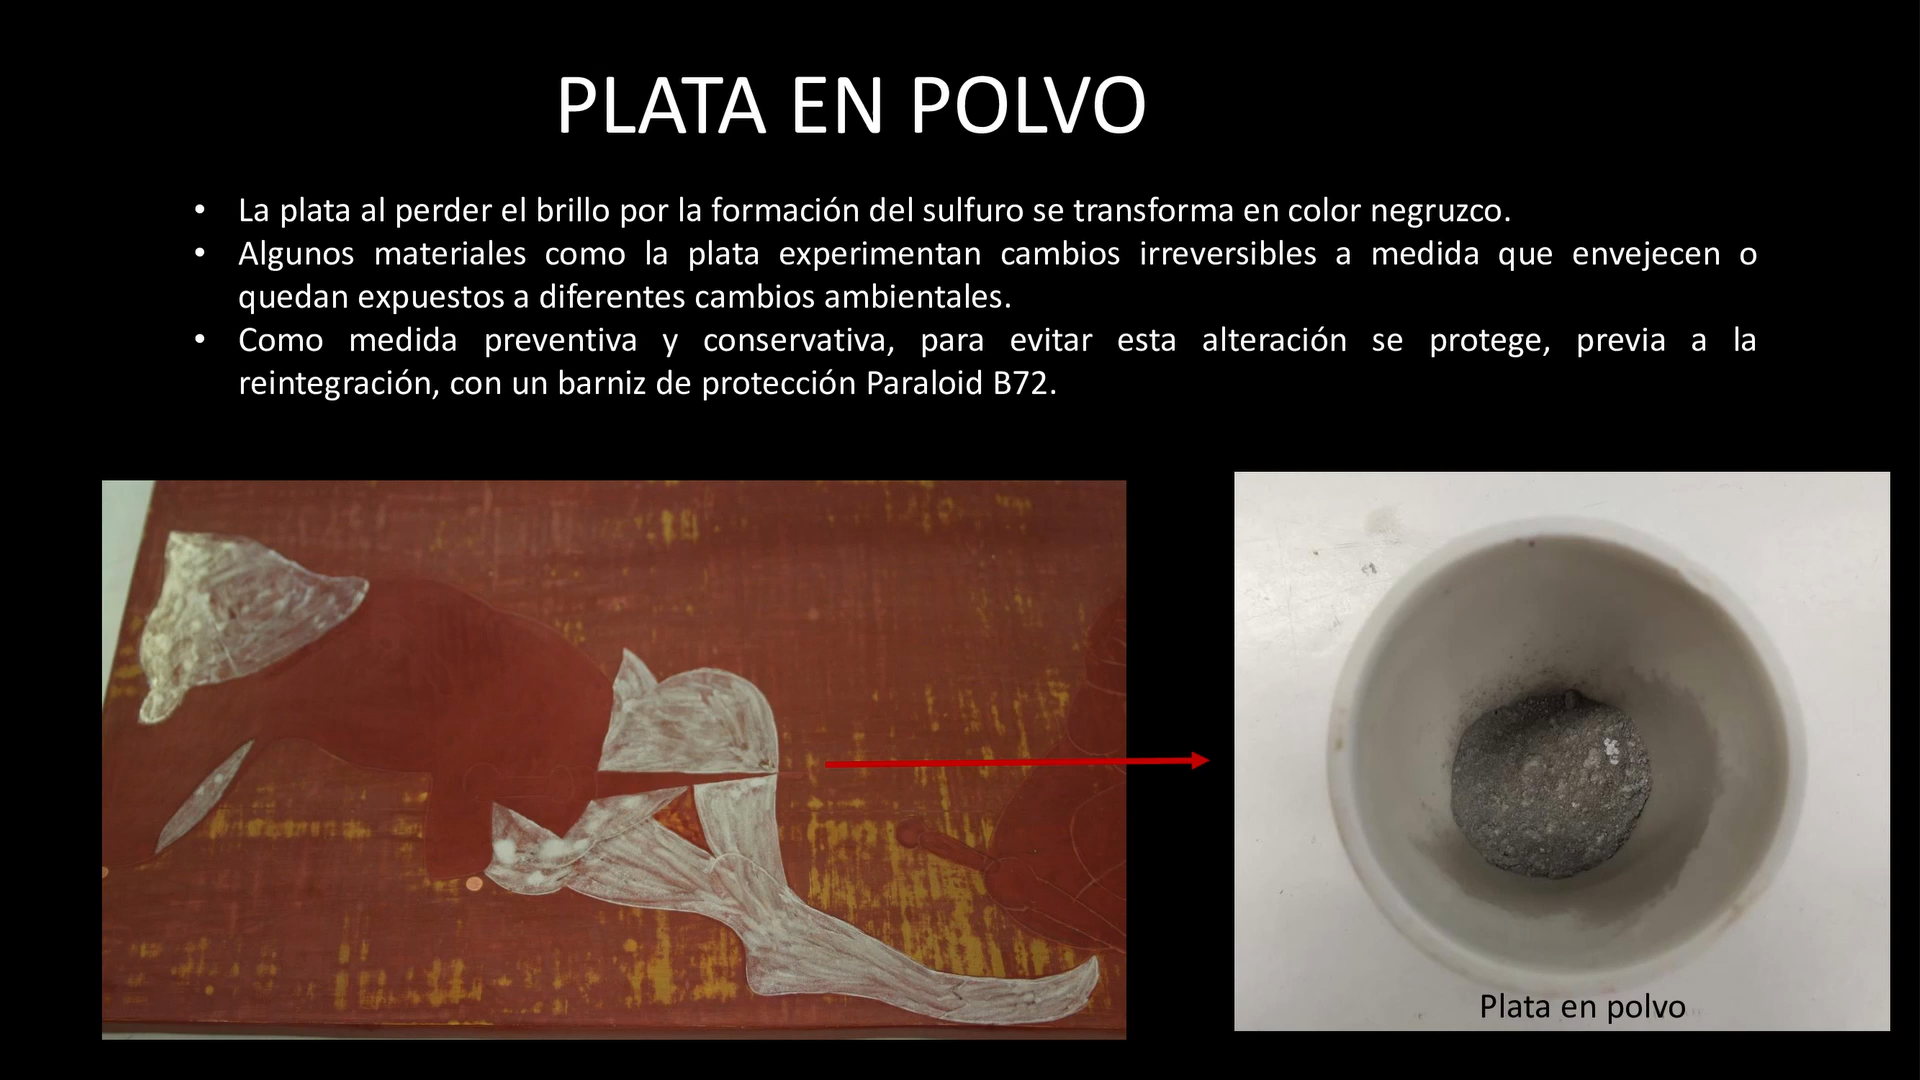 PLATA EN POLVO
• La plata al perder el brillo por la formación del sulfuro se transforma en color negruzco.
• Algunos materiales como la plata experimentan cambios irreversibles a medida que envejecen o
quedan expuestos a diferentes cambios ambientales.
• Como medida preventiva y conservativa, para evitar esta alteración se protege, previa a la
reintegración, con un barniz de protección Paraloid B72.
Plata en polvo